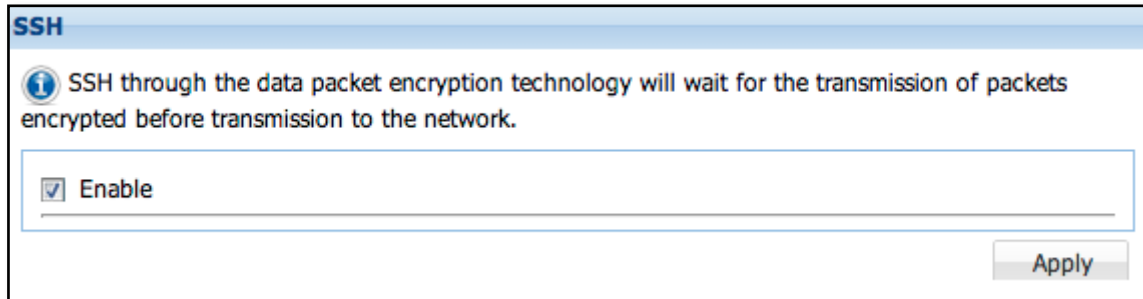 SSH
SSH through the data packet encryption technology will wait for the transmission of packets
encrypted before transmission to the network.
Enable
Apply